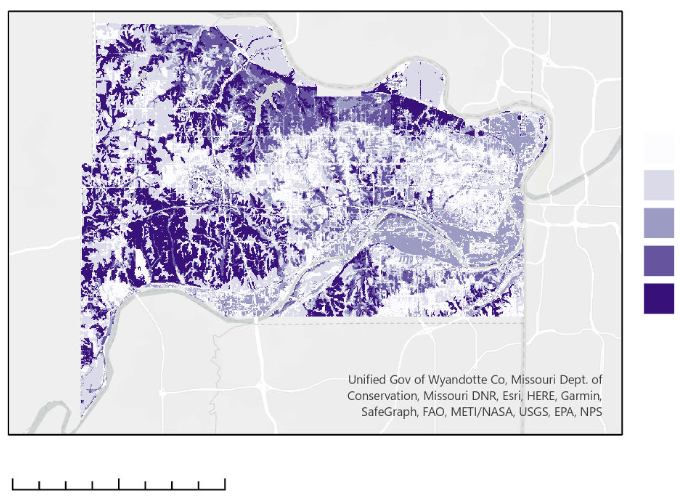 Unified Gov of Wyandotte Co, Missouri Dept. of
Conservation, Missouri DNR, Esri, HERE, Garmin,
SafeGraph, FAO, METI/NASA, USGS, EPA, NPS